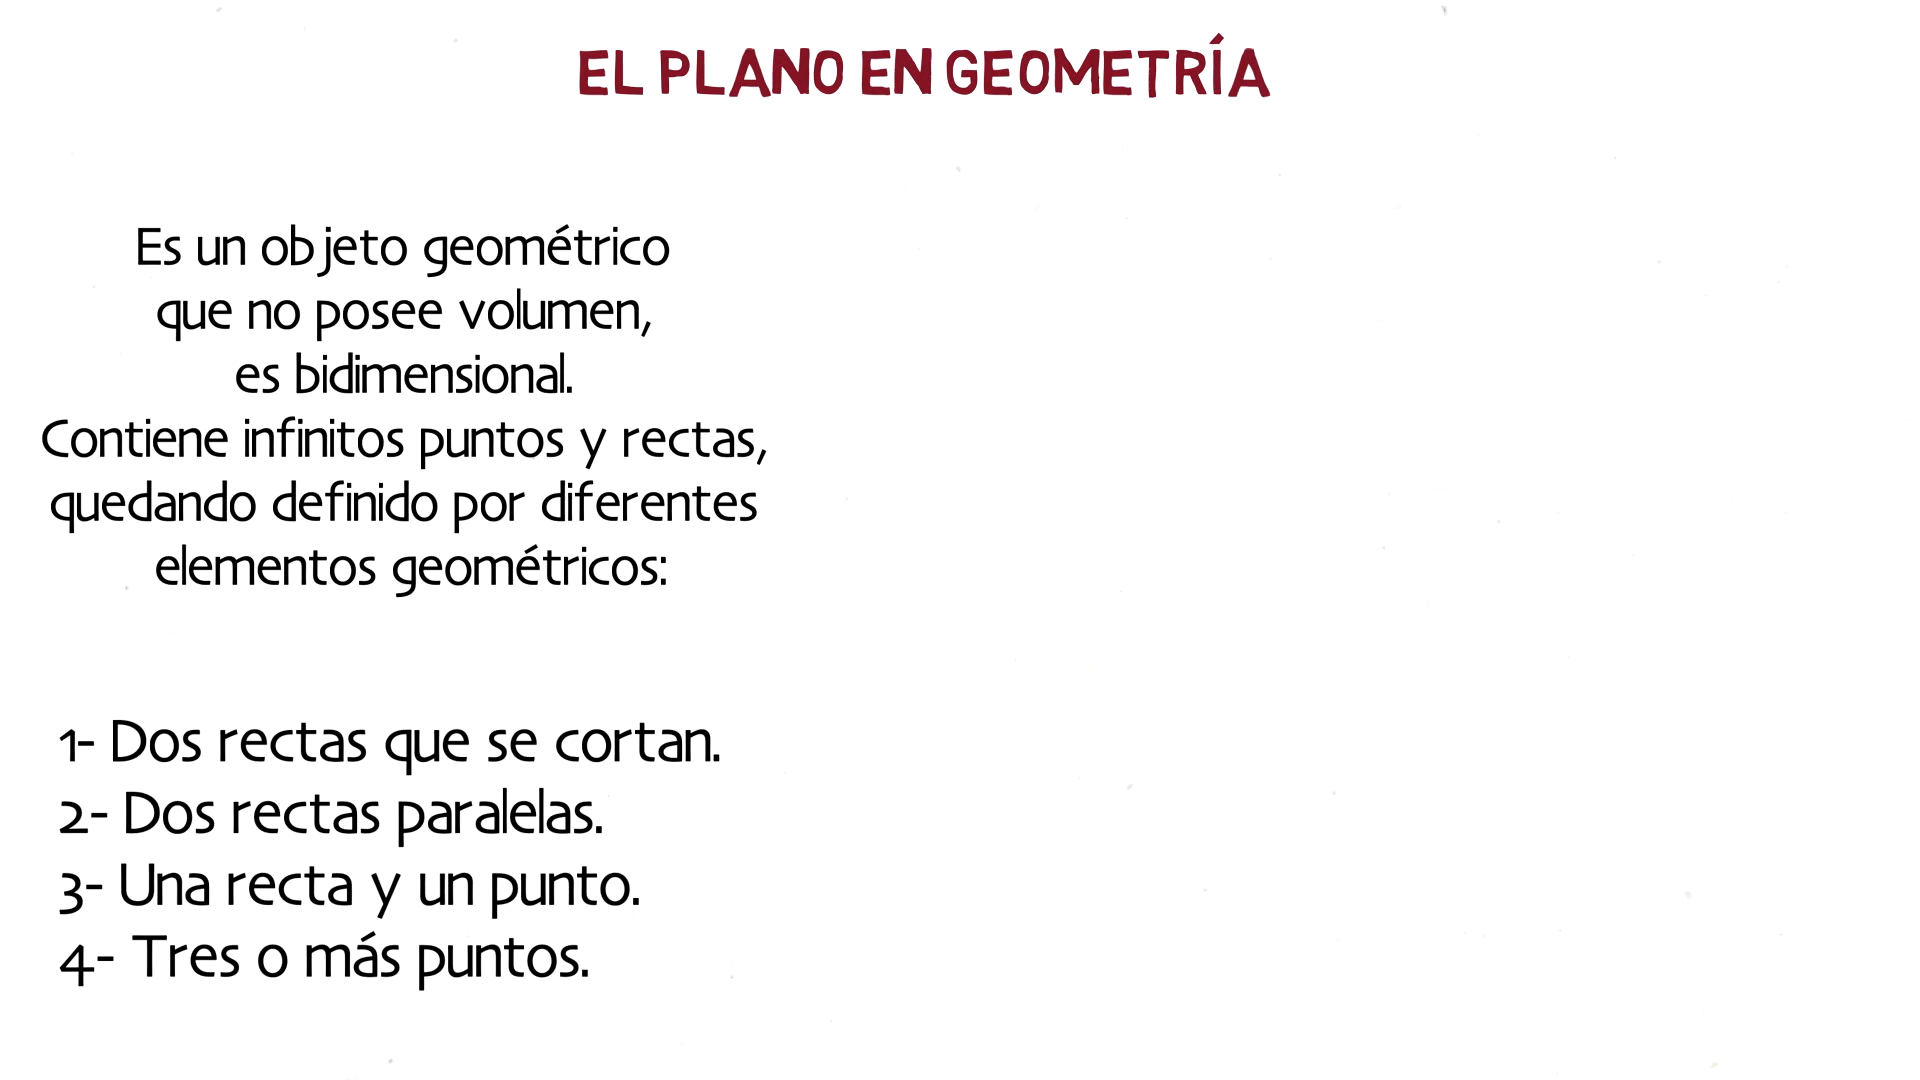 EL PLANO EN GEOMETRÍA
Es un objeto geométrico
que no posee volumen,
es bidimensional.
Contiene infinitos puntos y rectas,
quedando definido por diferentes
elementos geométricos:
1- Dos rectas que se cortan.
2- Dos rectas paralelas.
3- Una recta y un punto.
4- Tres o más puntos.